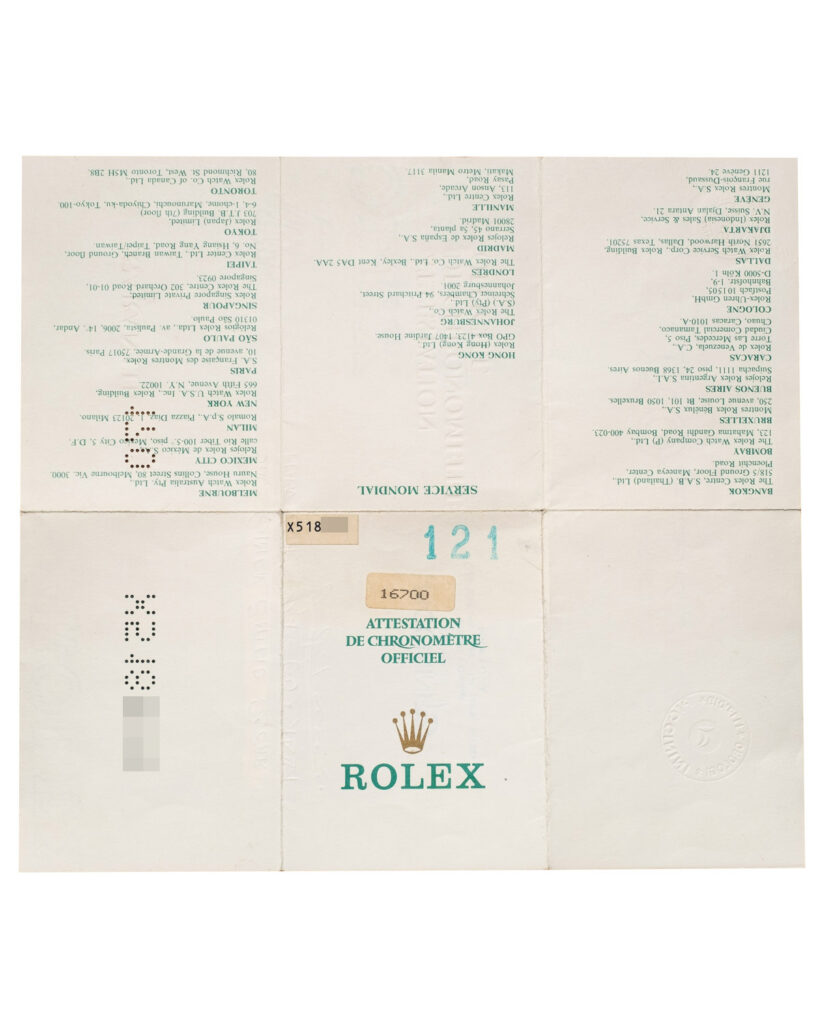 SERVICE MONDIAL
BANGKOK
The Rolex Centre, S.A.B. (Thailand) Ltd.,
518/5 Ground Floor, Maneeya Center,
Ploenchit Road.
BOMBAY
The Rolex Watch Company (P) Ltd.,
123, Mahatma Gandhi Road, Bombay 400-023.
BRUXELLES
Montres Rolex Bénélux S.A.,
250, avenue Louise, Bt 101, 1050 Bruxelles.
BUENOS AIRES
Relojes Rolex Argentina S.A.,
Suipacha 1111, piso 24, 1368 Buenos Aires.
CARACAS
Rolex de Venezuela, C.A.,
Torre Las Mercedes, Piso 5,
Ciudad Comercial Tamanaco,
Chuao, Caracas 1010-A.
COLOGNE
Rolex-Uhren GmbH,
Postfach 10 15 05,
Bahnhofstr. 1-9,
D-5000 Köln 1.
DALLAS
Rolex Watch Service Corp., Rolex Building,
2651 North Harwood, Dallas, Texas 75201.
DJAKARTA
Rolex (Indonesia) Sales & Service,
N.V. Suisse, Djalan Antara 21.
GENÈVE
Montres Rolex S.A.,
rue François-Dussaud,
1211 Genève 24.
HONG KONG
Rolex (Hong Kong) Ltd.,
GPO Box 4123, 1407 Jardine House.
JOHANNESBURG
The Rolex Watch Co.,
(S.A.) (Pty) Ltd.,
Schreiner Chambers, 94 Pritchard Street,
Johannesburg 2001.
LONDRES
The Rolex Watch Co. Ltd., Bexley, Kent DA5 2AA.
MADRID
Relojes Rolex de España S.A.,
Serrano 45, 5a planta,
28001 Madrid.
MANILLE
Rolex Centre Ltd.,
113, Anson Arcade,
Pasay Road,
Makati, Metro Manila 3117.
MELBOURNE
Rolex Watch Australia Pty Ltd.,
Nauru House, Collins Street 80, Melbourne Vic. 3000.
MEXICO CITY
Relojes Rolex de México S.A.,
calle Rio Tiber 100-5.° piso, México City 5, D.F.
MILAN
Romolo S.p.A., Piazza Diaz, 1, 20123 Milano.
NEW YORK
Rolex Watch U.S.A. Inc., Rolex Building,
665 Fifth Avenue, N.Y. 10022.
PARIS
S.A. Française des Montres Rolex,
10, avenue de la Grande-Armée, 75017 Paris.
SÃO PAULO
Relogios Rolex Ltda, av. Paulista, 2006, 14°. Andar,
01310 São Paulo.
SINGAPOUR
Rolex Singapore Private Limited,
The Rolex Centre, 302 Orchard Road 01-01,
Singapore 0923.
TAIPEI
Rolex Center Ltd., Taiwan Branch, Ground floor,
No. 6, Hsiang Yang Road, Taipei/Taiwan.
TOKYO
Rolex (Japan) Limited,
703 I.T.I.B. Building (7th floor)
6-4, 1-chome, Marunouchi, Chiyoda-ku, Tokyo-100.
TORONTO
Rolex Watch Co. of Canada Ltd.,
80, Richmond St. West, Toronto M5H 2B8.
X518
X518
121
16700
ATTESTATION
DE CHRONOMÈTRE
OFFICIEL
ROLEX